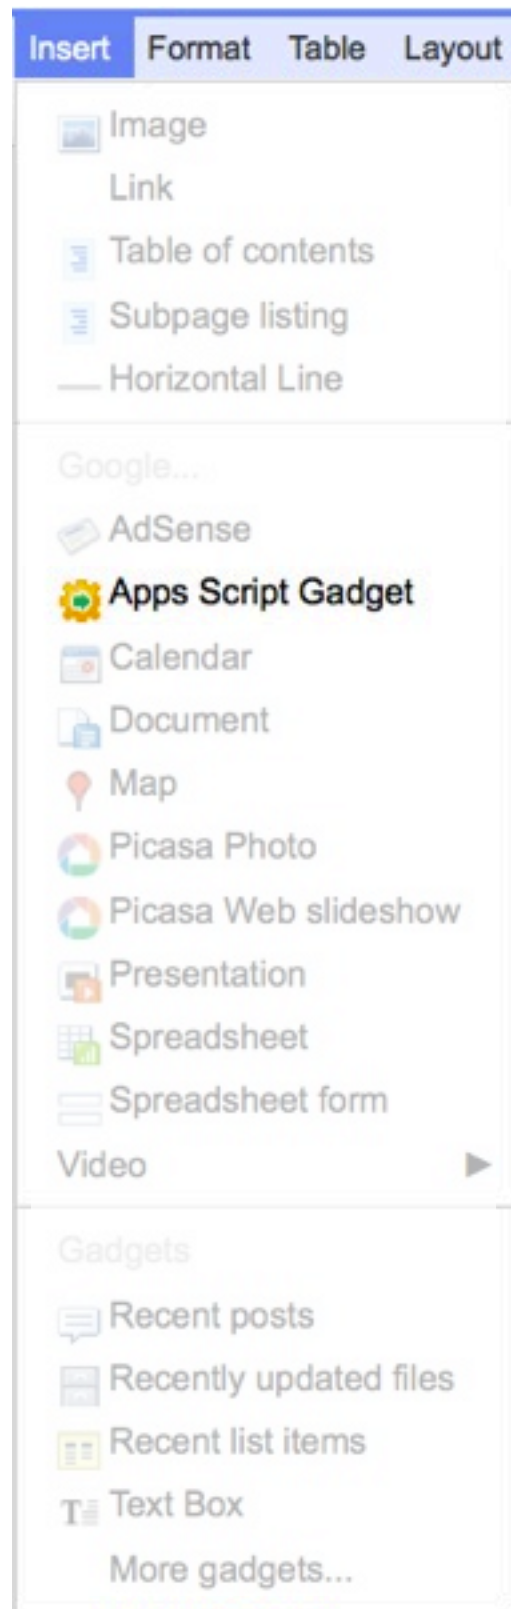 Insert Format Table Layout
Image
Link
Table of contents
Subpage listing
Horizontal Line
Google...
AdSense
Apps Script Gadget
Calendar
Document
Map
Picasa Photo
Picasa Web slideshow
Presentation
Spreadsheet
Spreadsheet form
Video
Gadgets
Recent posts
Recently updated files
Recent list items
Text Box
More gadgets...